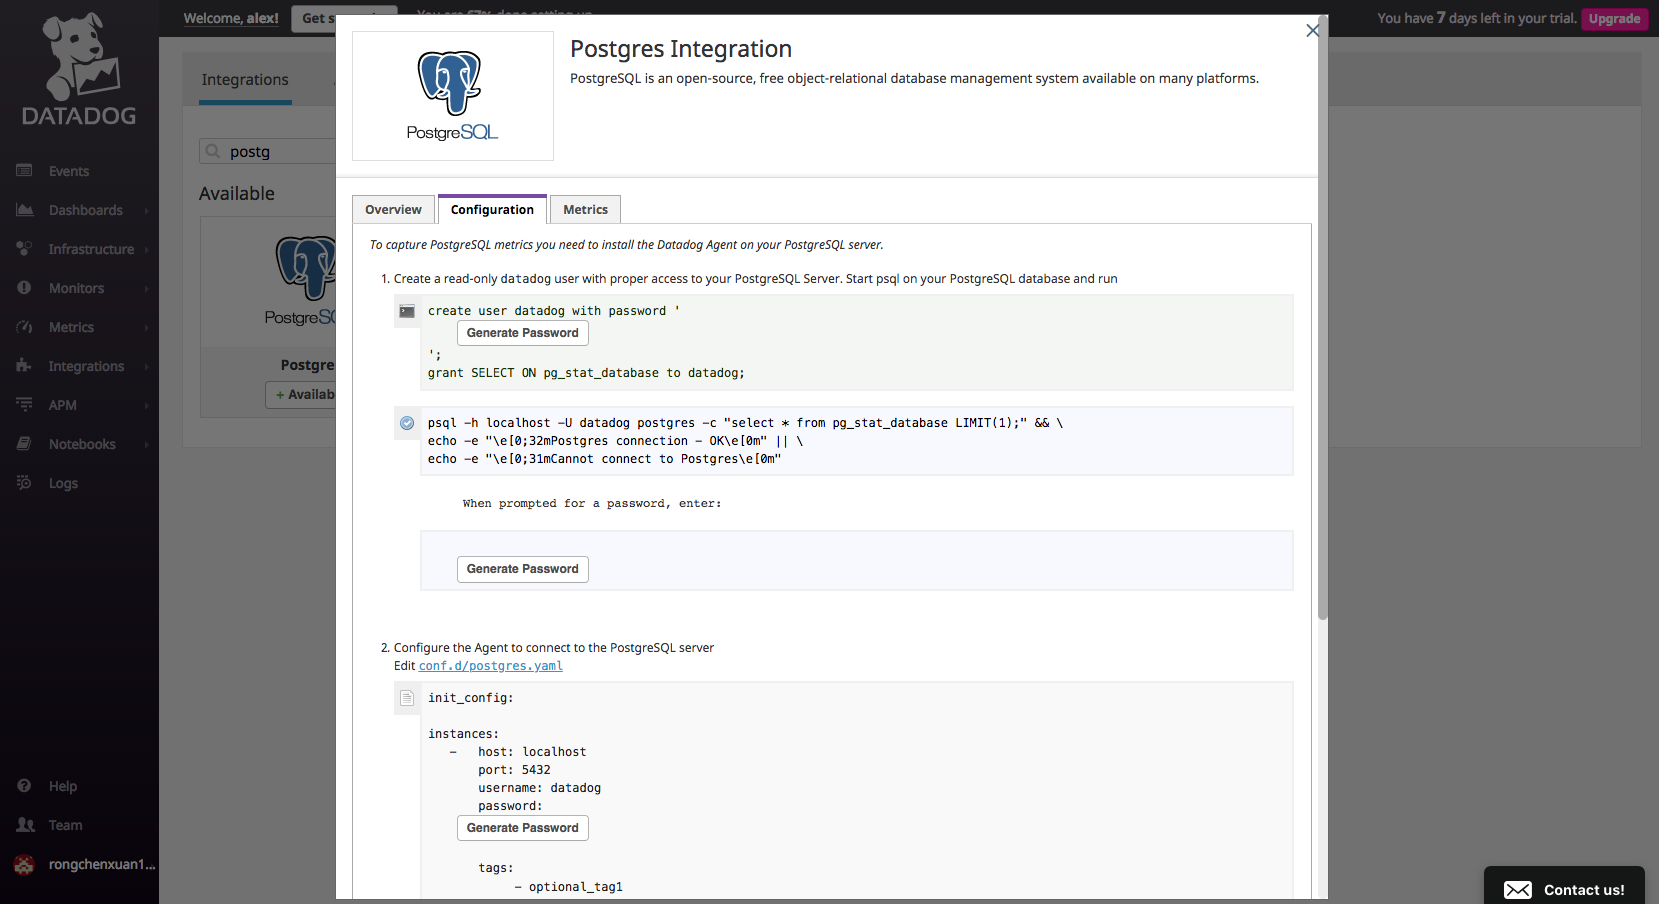 DATADOG
Events
Dashboards
Infrastructure
Monitors
Metrics
Integrations
APM
Notebooks
Logs
Help
Team
rongchenxuan1...
Welcome, alex!
Get s
You are 67% done setting up
You have 7 days left in your trial.
Upgrade
Integrations
postg
Available
PostgreSQ
Postgre
+ Availab
PostgreSQL
Postgres Integration
PostgreSQL is an open-source, free object-relational database management system available on many platforms.
Overview
Configuration
Metrics
To capture PostgreSQL metrics you need to install the Datadog Agent on your PostgreSQL server.
1. Create a read-only datadog user with proper access to your PostgreSQL Server. Start psql on your PostgreSQL database and run
create user datadog with password '
Generate Password
';
grant SELECT ON pg_stat_database to datadog;
psql -h localhost -U datadog postgres -c "select * from pg_stat_database LIMIT(1);" && \
echo -e "\e[0;32mPostgres connection - OK\e[0m" || \
echo -e "\e[0;31mCannot connect to Postgres\e[0m"
When prompted for a password, enter:
Generate Password
2. Configure the Agent to connect to the PostgreSQL server
Edit conf.d/postgres.yaml
init_config:
instances:
- host: localhost
port: 5432
username: datadog
password:
Generate Password
tags:
- optional_tag1
Contact us!